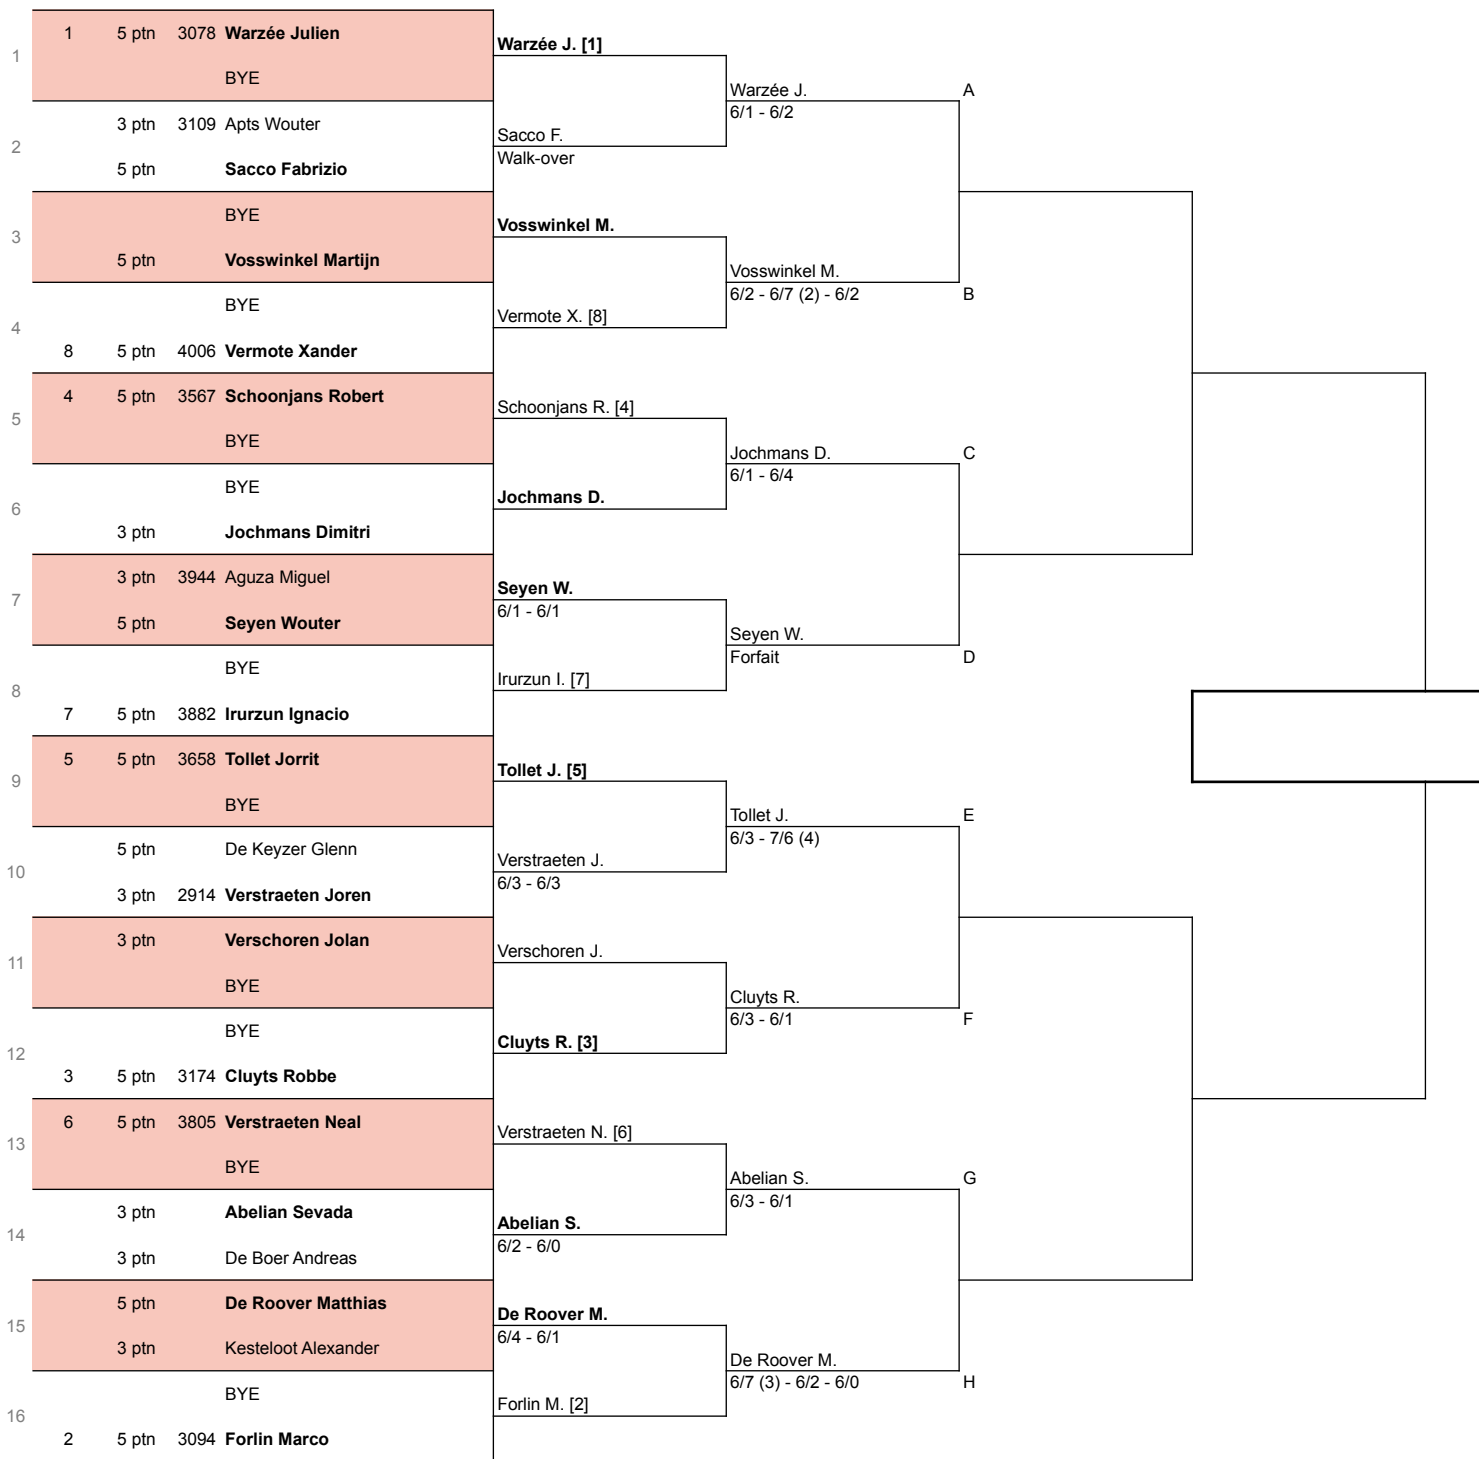 1 5 ptn 3078 Warzée Julien
1
BYE
3 ptn 3109 Apts Wouter
2
5 ptn Sacco Fabrizio
BYE
3
5 ptn Vosswinkel Martijn
BYE
4
8 5 ptn 4006 Vermote Xander
4 5 ptn 3567 Schoonjans Robert
5
BYE
BYE
6
3 ptn Jochmans Dimitri
3 ptn 3944 Aguza Miguel
7
5 ptn Seyen Wouter
BYE
8
7 5 ptn 3882 Irurzun Ignacio
5 5 ptn 3658 Tollet Jorrit
9
BYE
5 ptn De Keyzer Glenn
10
3 ptn 2914 Verstraeten Joren
3 ptn Verschoren Jolan
11
BYE
BYE
12
3 5 ptn 3174 Cluyts Robbe
6 5 ptn 3805 Verstraeten Neal
13
BYE
3 ptn Abelian Sevada
14
3 ptn De Boer Andreas
5 ptn De Roover Matthias
15
3 ptn Kesteloot Alexander
BYE
16
2 5 ptn 3094 Forlin Marco
Warzée J. [1]
Sacco F.
Walk-over
Vosswinkel M.
Vermote X. [8]
Schoonjans R. [4]
Jochmans D.
Seyen W.
6/1 - 6/1
Irurzun I. [7]
Tollet J. [5]
Verstraeten J.
6/3 - 6/3
Verschoren J.
Cluyts R. [3]
Verstraeten N. [6]
Abelian S.
6/2 - 6/0
De Roover M.
6/4 - 6/1
Forlin M. [2]
Warzée J.
6/1 - 6/2
Vosswinkel M.
6/2 - 6/7 (2) - 6/2
Jochmans D.
6/1 - 6/4
Seyen W.
Forfait
Tollet J.
6/3 - 7/6 (4)
Cluyts R.
6/3 - 6/1
Abelian S.
6/3 - 6/1
De Roover M.
6/7 (3) - 6/2 - 6/0
A
B
C
D
E
F
G
H